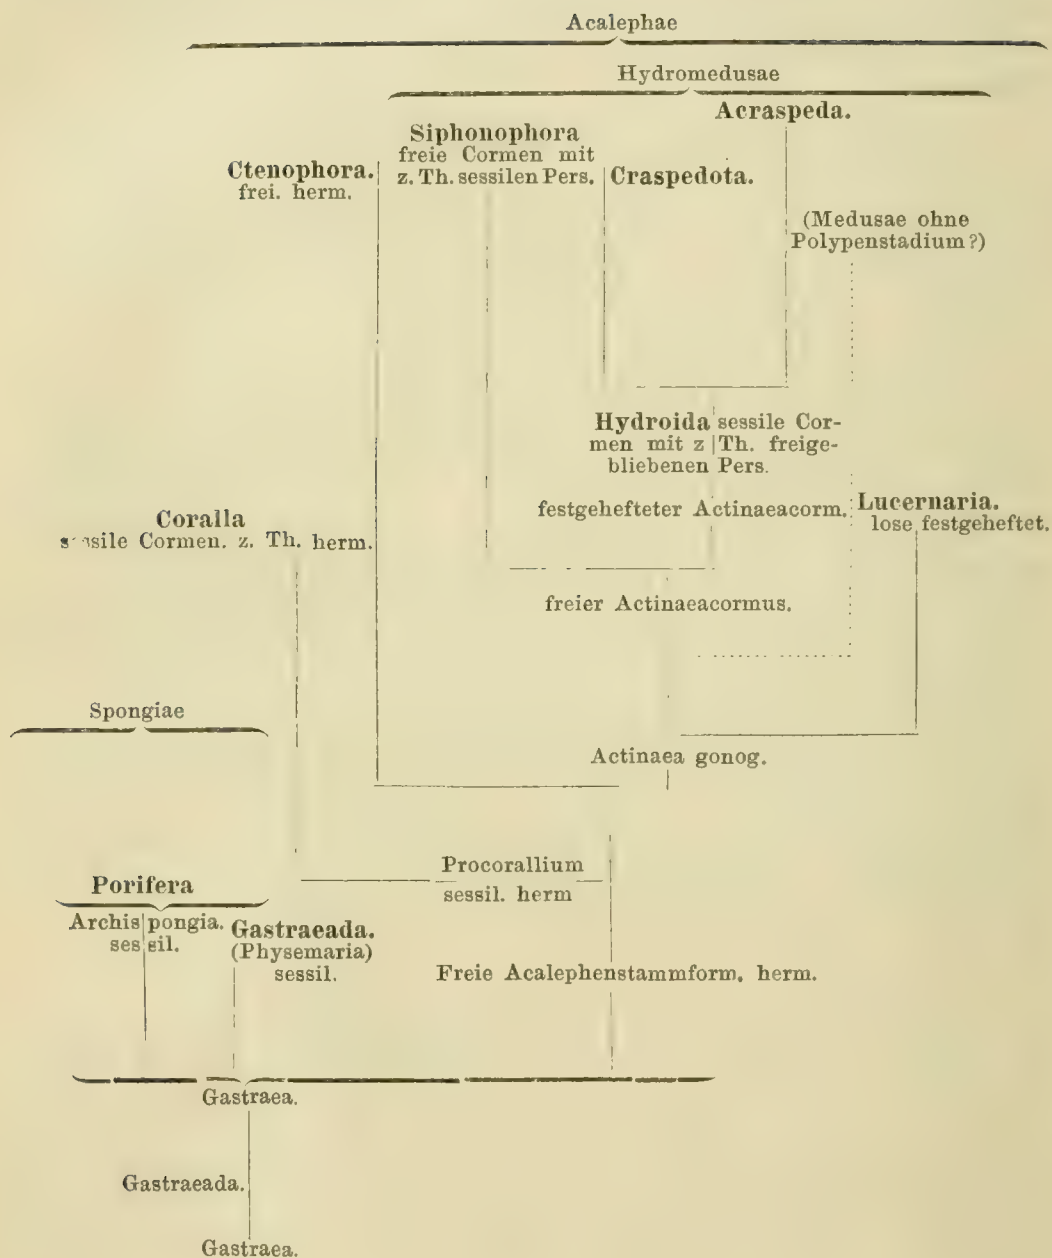 Acalephae
Hydromedusae
Acraspeda.
Siphonophora
freie Cormen mit
z. Th. sessilen Pers.
Craspedota.
Ctenophora.
frei. herm.
(Medusae ohne
Polypenstadium?)
Hydroida sessile Cor-
men mit z Th. freige-
bliebenen Pers.
festgehefteter Actinaeacorm.
Lucernaria.
lose festgeheftet.
Coralla
sessile Cormen. z. Th. herm.
freier Actinaeacormus.
Spongiae
Actinaea gonog.
Procorallium
sessil. herm
Porifera
Archispongia.
sessil.
Gastraeada.
(Physemaria)
sessil.
Freie Acalephenstammform, herm.
Gastraea.
Gastraeada.
Gastraea.